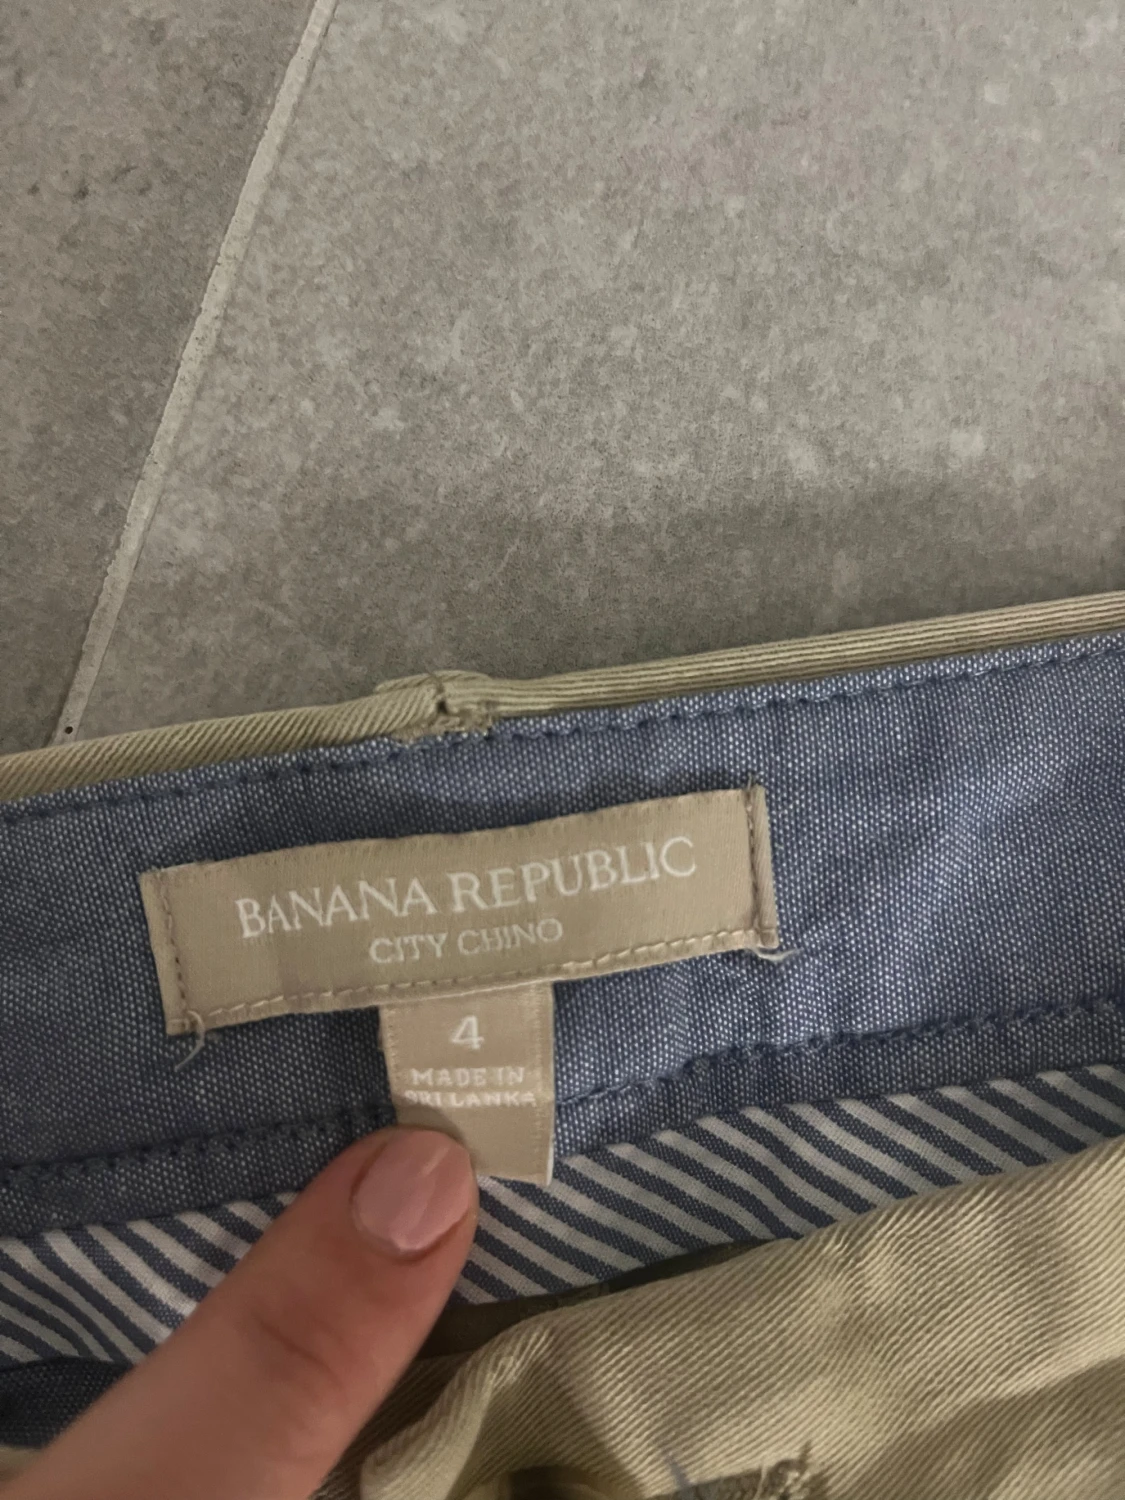 BANANA REPUBLIC
CITY CHINO
4
MADE IN
SRI LANKA